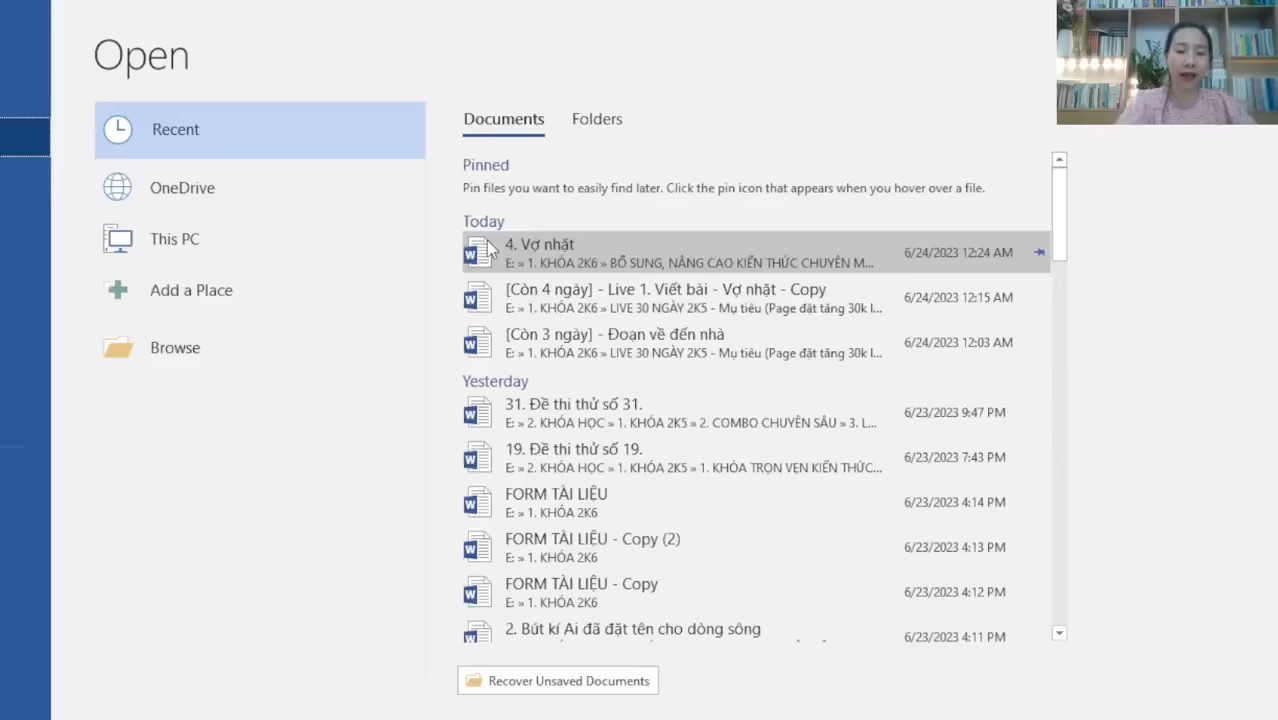 Open
Recent
OneDrive
This PC
Add a Place
Browse
Documents
Folders
Pinned
Pin files you want to easily find later. Click the pin icon that appears when you hover over a file.
Today
4. Vợ nhặt
6/24/2023 12:24 AM
E: » 1. KHÓA 2K6 » BỔ SUNG, NÂNG CAO KIẾN THỨC CHUYÊN M...
[Còn 4 ngày] - Live 1. Viết bài - Vợ nhặt - Copy
6/24/2023 12:15 AM
E: » 1. KHÓA 2K6 » LIVE 30 NGÀY 2K5 - Mụ tiêu (Page đặt tăng 30k l...
[Còn 3 ngày] - Đoạn về đến nhà
6/24/2023 12:03 AM
E: » 1. KHÓA 2K6 » LIVE 30 NGÀY 2K5 - Mụ tiêu (Page đặt tăng 30k l...
Yesterday
31. Đề thi thử số 31.
6/23/2023 9:47 PM
E: » 2. KHÓA HỌC » 1. KHÓA 2K5 » 2. COMBO CHUYÊN SÂU » 3. L...
19. Đề thi thử số 19.
6/23/2023 7:43 PM
E: » 2. KHÓA HỌC » 1. KHÓA 2K5 » 1. KHÓA TRỌN VẸN KIẾN THỨC...
FORM TÀI LIỆU
6/23/2023 4:14 PM
E: » 1. KHÓA 2K6
FORM TÀI LIỆU - Copy (2)
6/23/2023 4:13 PM
E: » 1. KHÓA 2K6
FORM TÀI LIỆU - Copy
6/23/2023 4:12 PM
E: » 1. KHÓA 2K6
2. Bút kí Ai đã đặt tên cho dòng sông
6/23/2023 4:11 PM
Recover Unsaved Documents